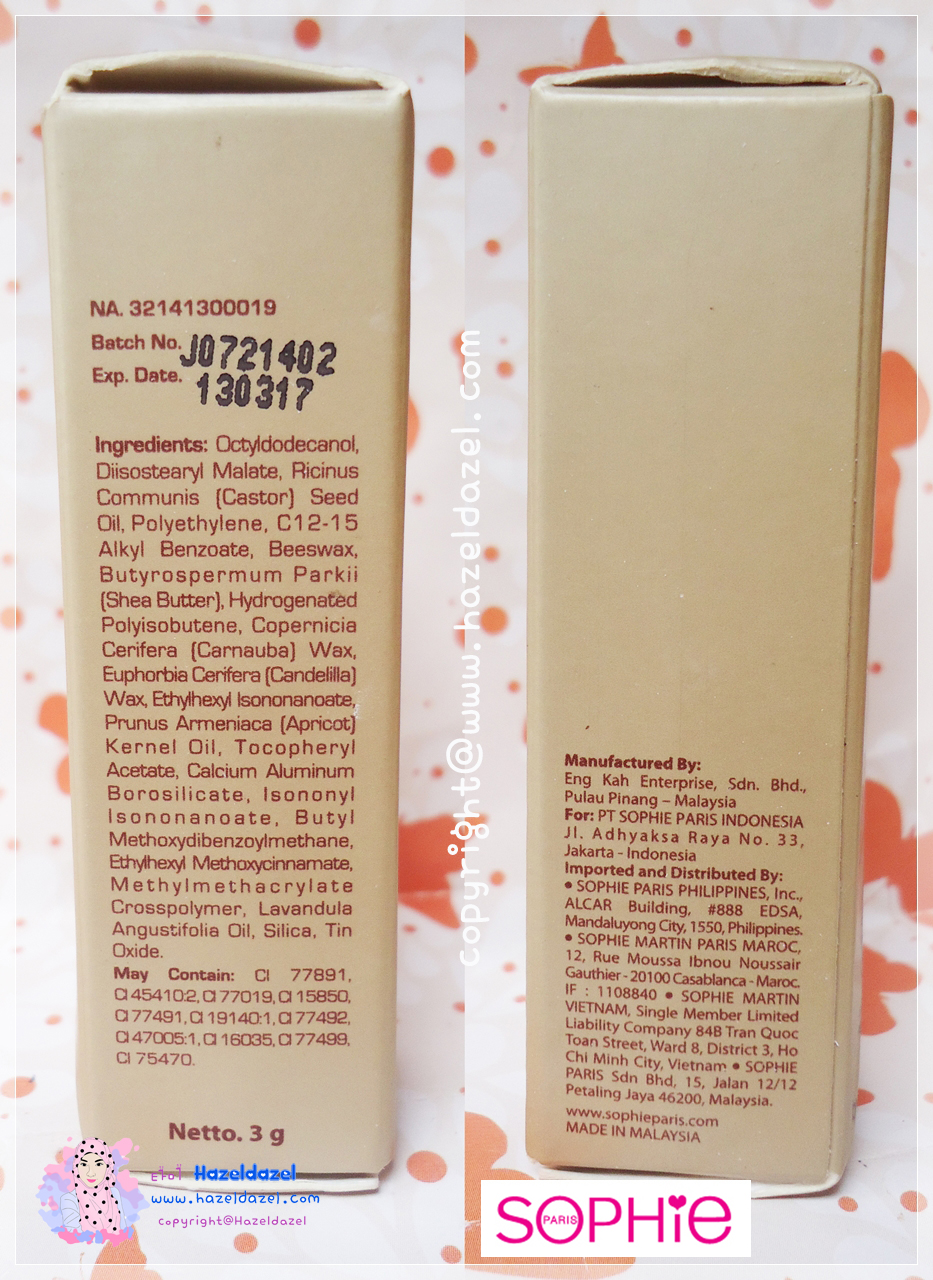 NA. 32141300019
Batch No. J0721402
Exp. Date. 130317
Ingredients: Octyldodecanol,
Diisostearyl Malate, Ricinus
Communis (Castor) Seed
Oil, Polyethylene, C12-15
Alkyl Benzoate, Beeswax,
Butyrospermum Parkii
(Shea Butter), Hydrogenated
Polyisobutene, Copernicia
Cerifera (Carnauba) Wax,
Euphorbia Cerifera (Candelilla)
Wax, Ethylhexyl Isononanoate,
Prunus Armeniaca (Apricot)
Kernel Oil, Tocopheryl
Acetate, Calcium Aluminum
Borosilicate, Isononyl
Isononanoate, Butyl
Methoxydibenzoylmethane,
Ethylhexyl Methoxycinnamate,
Methylmethacrylate
Crosspolymer, Lavandula
Angustifolia Oil, Silica, Tin
Oxide.
May Contain: CI 77891,
CI 45410:2, CI 77019, CI 15850,
CI 77491, CI 19140:1, CI 77492,
CI 47005:1, CI 16035, CI 77499,
CI 75470.
Netto. 3 g
Hazeldazel
www.hazeldazel.com
copyright@Hazeldazel
copyright@www.hazeldazel.com
Manufactured By:
Eng Kah Enterprise, Sdn. Bhd.,
Pulau Pinang – Malaysia
For: PT SOPHIE PARIS INDONESIA
Jl. Adhyaksa Raya No. 33,
Jakarta - Indonesia
Imported and Distributed By:
• SOPHIE PARIS PHILIPPINES, Inc.,
ALCAR Building, #888 EDSA,
Mandaluyong City, 1550, Philippines.
• SOPHIE MARTIN PARIS MAROC,
12, Rue Moussa Ibnou Noussair
Gauthier - 20100 Casablanca - Maroc.
IF : 1108840 • SOPHIE MARTIN
VIETNAM, Single Member Limited
Liability Company 84B Tran Quoc
Toan Street, Ward 8, District 3, Ho
Chi Minh City, Vietnam • SOPHIE
PARIS Sdn Bhd, 15, Jalan 12/12
Petaling Jaya 46200, Malaysia.
www.sophieparis.com
MADE IN MALAYSIA
SOPHiE
PARIS